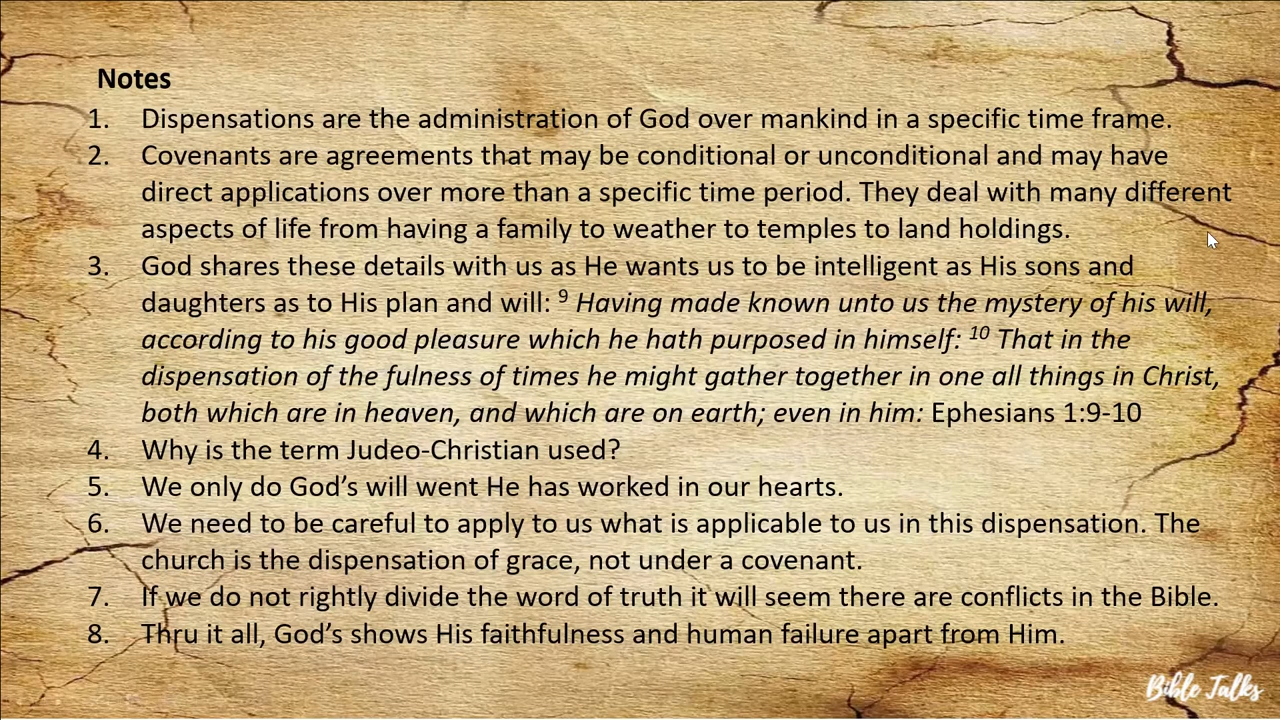 Notes
1. Dispensations are the administration of God over mankind in a specific time frame.
2. Covenants are agreements that may be conditional or unconditional and may have
direct applications over more than a specific time period. They deal with many different
aspects of life from having a family to weather to temples to land holdings.
3. God shares these details with us as He wants us to be intelligent as His sons and
daughters as to His plan and will: 9 Having made known unto us the mystery of his will,
according to his good pleasure which he hath purposed in himself: 10 That in the
dispensation of the fulness of times he might gather together in one all things in Christ,
both which are in heaven, and which are on earth; even in him: Ephesians 1:9-10
4. Why is the term Judeo-Christian used?
5. We only do God’s will went He has worked in our hearts.
6. We need to be careful to apply to us what is applicable to us in this dispensation. The
church is the dispensation of grace, not under a covenant.
7. If we do not rightly divide the word of truth it will seem there are conflicts in the Bible.
8. Thru it all, God’s shows His faithfulness and human failure apart from Him.
Bible Talks